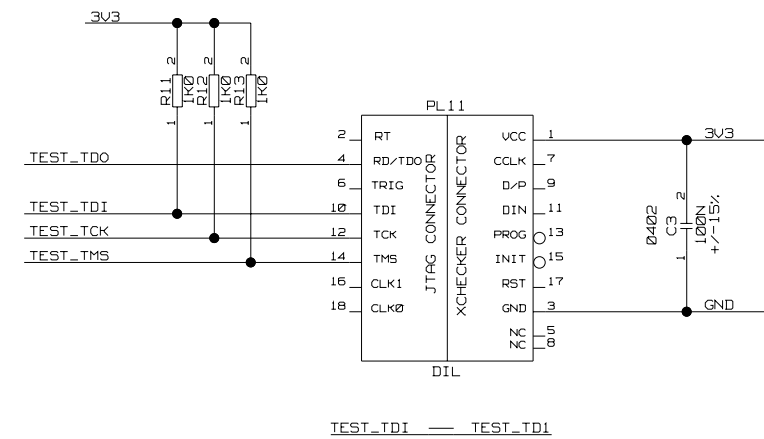 3V3
2 2 2
R11 1K0 R12 1K0 R13 1K0
1 1 1
PL11
2 RT VCC 1 3V3
TEST_TDO 4 RD/TDO CCLK 7
6 TRIG D/P 9
TEST_TDI 10 TDI DIN 11
TEST_TCK 12 TCK PROG 13
TEST_TMS 14 TMS INIT 15
16 CLK1 RST 17
18 CLK0 GND 3 GND
NC 5
NC 8
JTAG CONNECTOR
XCHECKER CONNECTOR
2
0402 C3 100N +/-15%
1
DIL
TEST_TDI — TEST_TD1